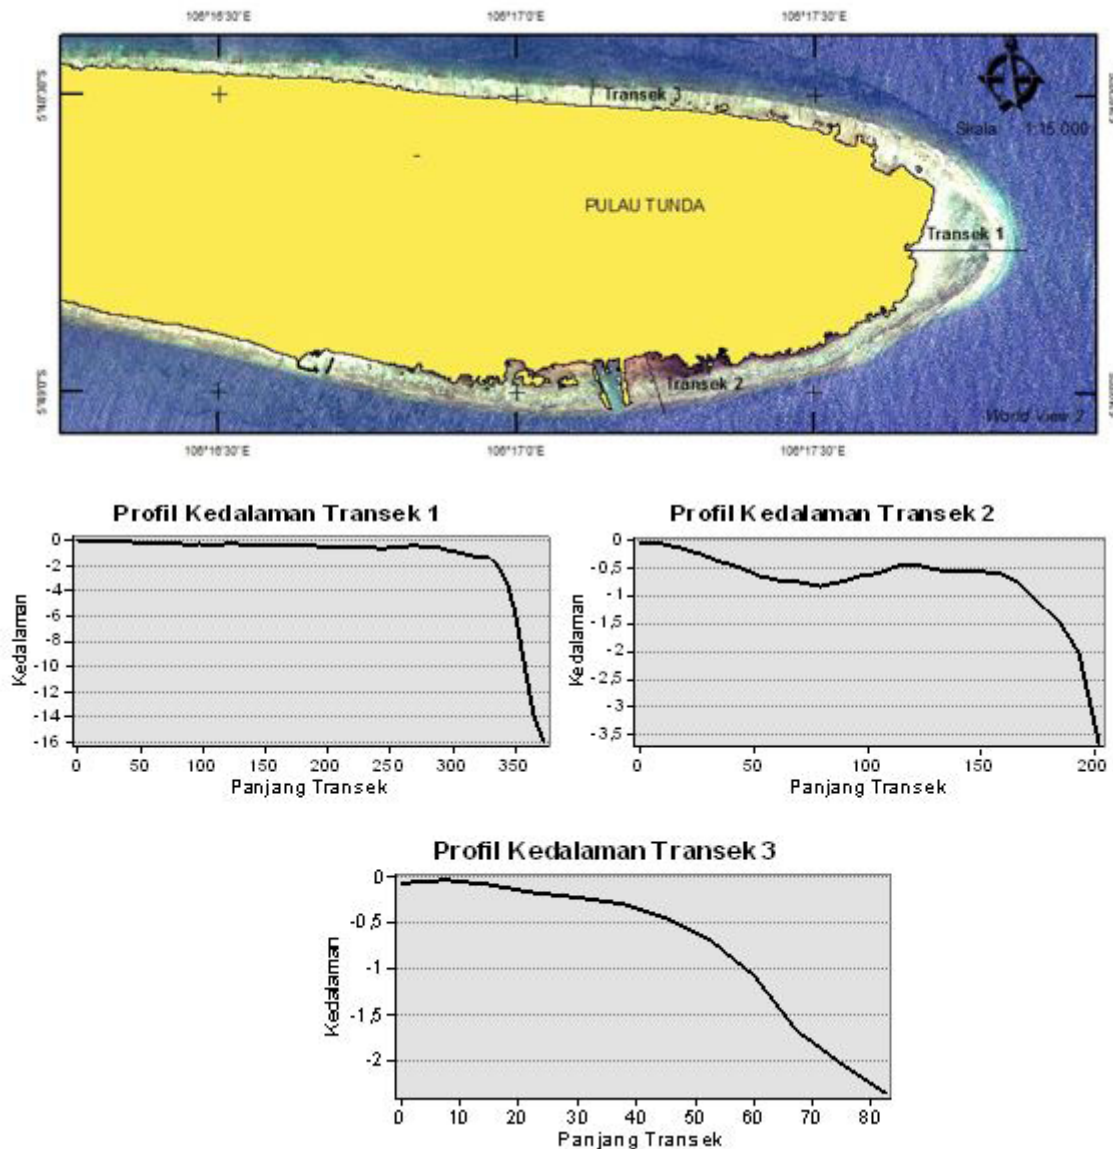 106°16'30"E 106°17'0"E 106°17'30"E
Transek 3
Skala 1:15 000
PULAU TUNDA
Transek 1
Transek 2
World View 2
106°16'30"E 106°17'0"E 106°17'30"E
Profil Kedalaman Transek 1
Kedalaman
0
-2
-4
-6
-8
-10
-12
-14
-16
0 50 100 150 200 250 300 350
Panjang Transek
Profil Kedalaman Transek 2
Kedalaman
0
-0,5
-1
-1,5
-2
-2,5
-3
-3,5
0 50 100 150 200
Panjang Transek
Profil Kedalaman Transek 3
Kedalaman
0
-0,5
-1
-1,5
-2
0 10 20 30 40 50 60 70 80
Panjang Transek